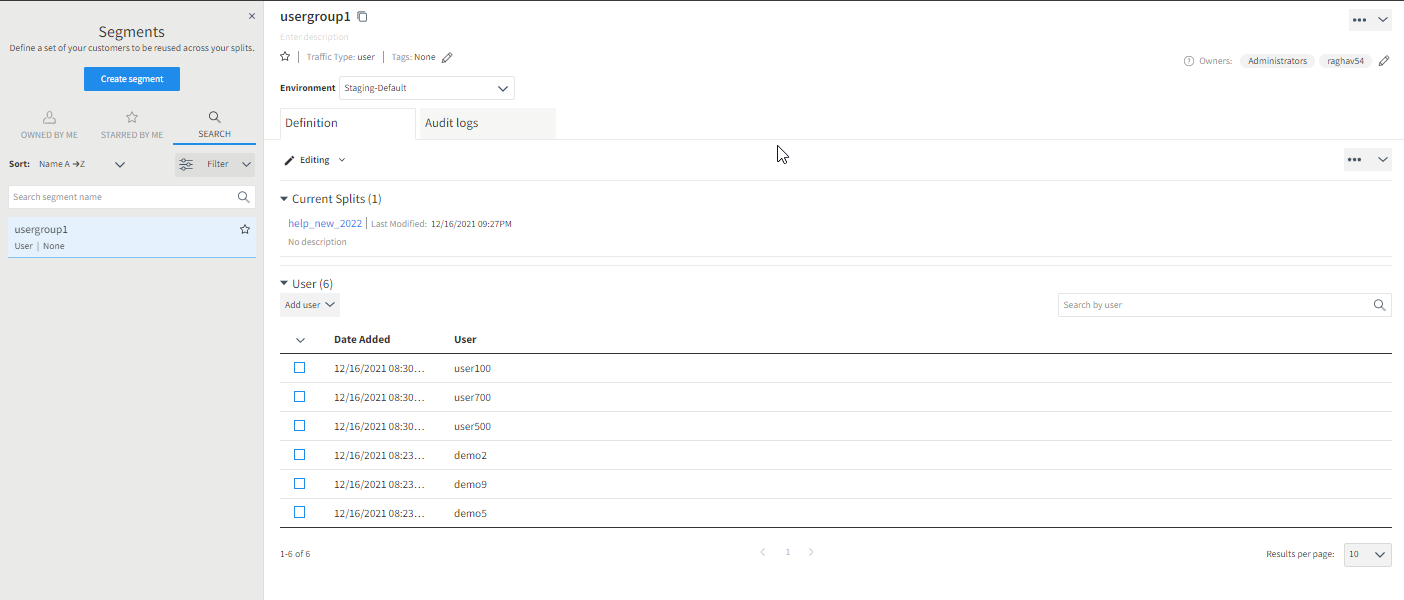 Segments
Define a set of your customers to be reused across your splits.
Create segment
OWNED BY ME
STARRED BY ME
SEARCH
Sort: Name A → Z
Filter
Search segment name
usergroup1
User | None
usergroup1
Enter description
Traffic Type: user | Tags: None
Owners: Administrators raghav54
Environment Staging-Default
Definition
Audit logs
Editing
Current Splits (1)
help_new_2022 | Last Modified: 12/16/2021 09:27PM
No description
User (6)
Add user
Search by user
Date Added User
12/16/2021 08:30... user100
12/16/2021 08:30... user700
12/16/2021 08:30... user500
12/16/2021 08:23... demo2
12/16/2021 08:23... demo9
12/16/2021 08:23... demo5
1-6 of 6
1
Results per page: 10